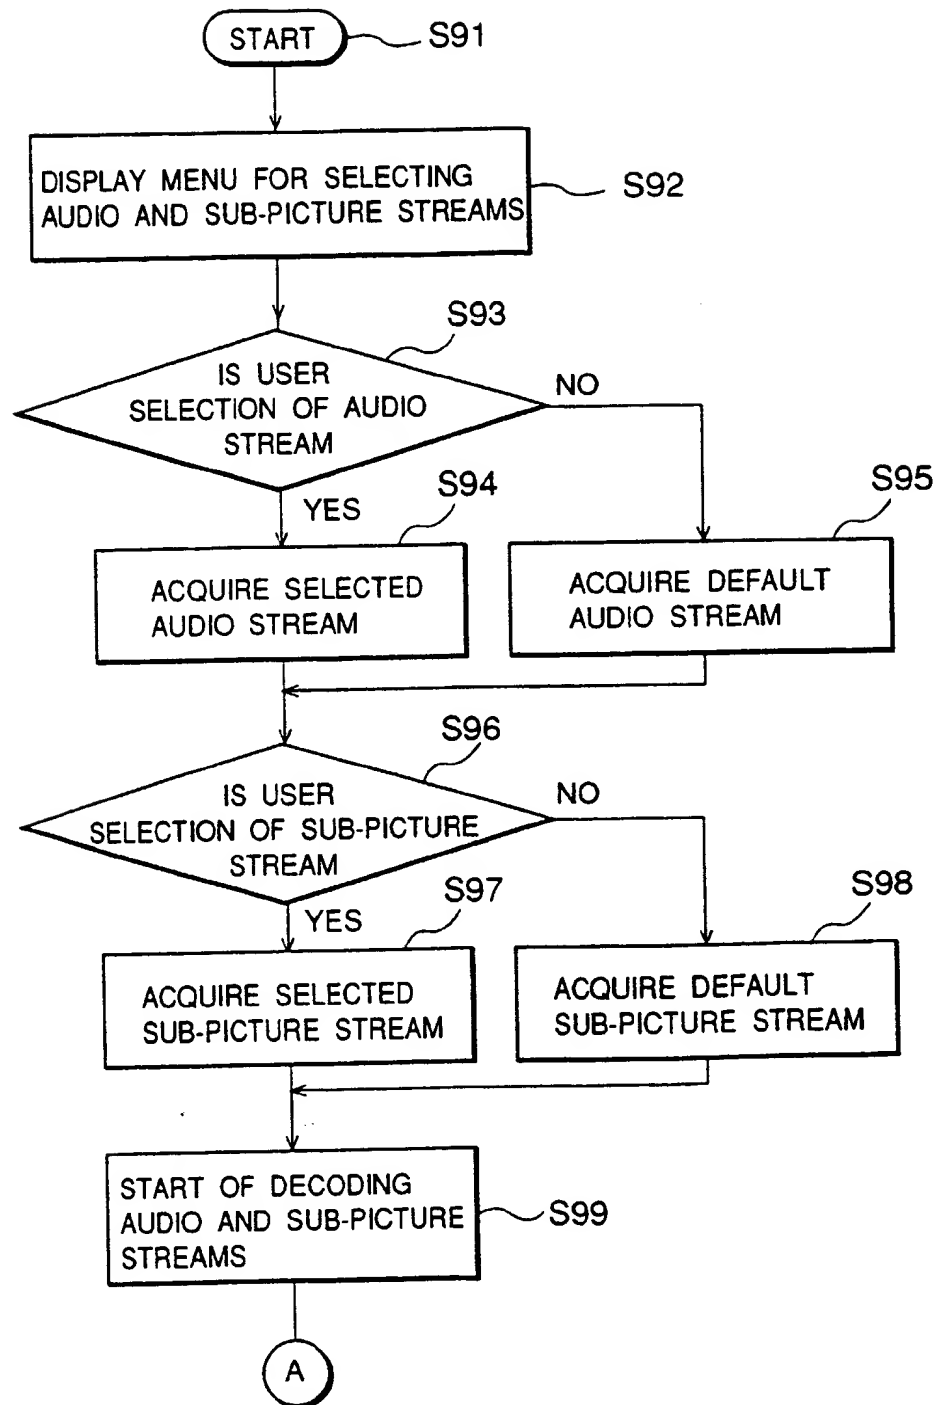 START
S91
DISPLAY MENU FOR SELECTING
AUDIO AND SUB-PICTURE STREAMS
S92
S93
IS USER
SELECTION OF AUDIO
STREAM
NO
YES
S94
S95
ACQUIRE SELECTED
AUDIO STREAM
ACQUIRE DEFAULT
AUDIO STREAM
S96
IS USER
SELECTION OF SUB-PICTURE
STREAM
NO
YES
S97
S98
ACQUIRE SELECTED
SUB-PICTURE STREAM
ACQUIRE DEFAULT
SUB-PICTURE STREAM
START OF DECODING
AUDIO AND SUB-PICTURE
STREAMS
S99
A